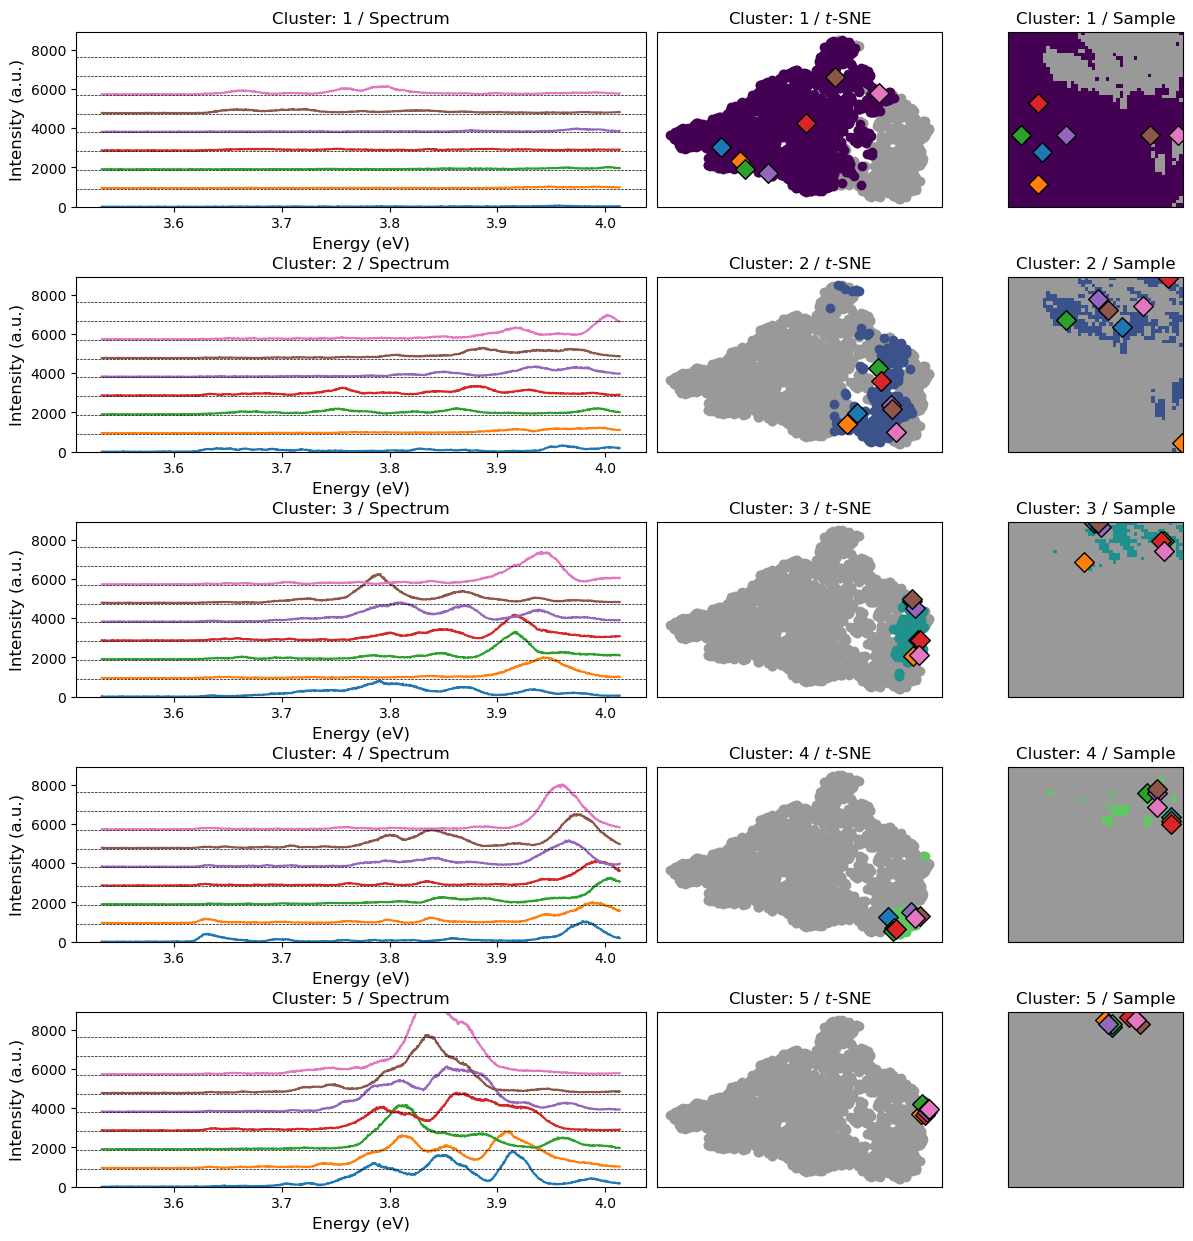 Cluster: 1 / Spectrum
Cluster: 1 / t-SNE
Cluster: 1 / Sample
Intensity (a.u.)
8000
6000
4000
2000
0
3.6 3.7 3.8 3.9 4.0
Energy (eV)
Cluster: 2 / Spectrum
Cluster: 2 / t-SNE
Cluster: 2 / Sample
Intensity (a.u.)
8000
6000
4000
2000
0
3.6 3.7 3.8 3.9 4.0
Energy (eV)
Cluster: 3 / Spectrum
Cluster: 3 / t-SNE
Cluster: 3 / Sample
Intensity (a.u.)
8000
6000
4000
2000
0
3.6 3.7 3.8 3.9 4.0
Energy (eV)
Cluster: 4 / Spectrum
Cluster: 4 / t-SNE
Cluster: 4 / Sample
Intensity (a.u.)
8000
6000
4000
2000
0
3.6 3.7 3.8 3.9 4.0
Energy (eV)
Cluster: 5 / Spectrum
Cluster: 5 / t-SNE
Cluster: 5 / Sample
Intensity (a.u.)
8000
6000
4000
2000
0
3.6 3.7 3.8 3.9 4.0
Energy (eV)